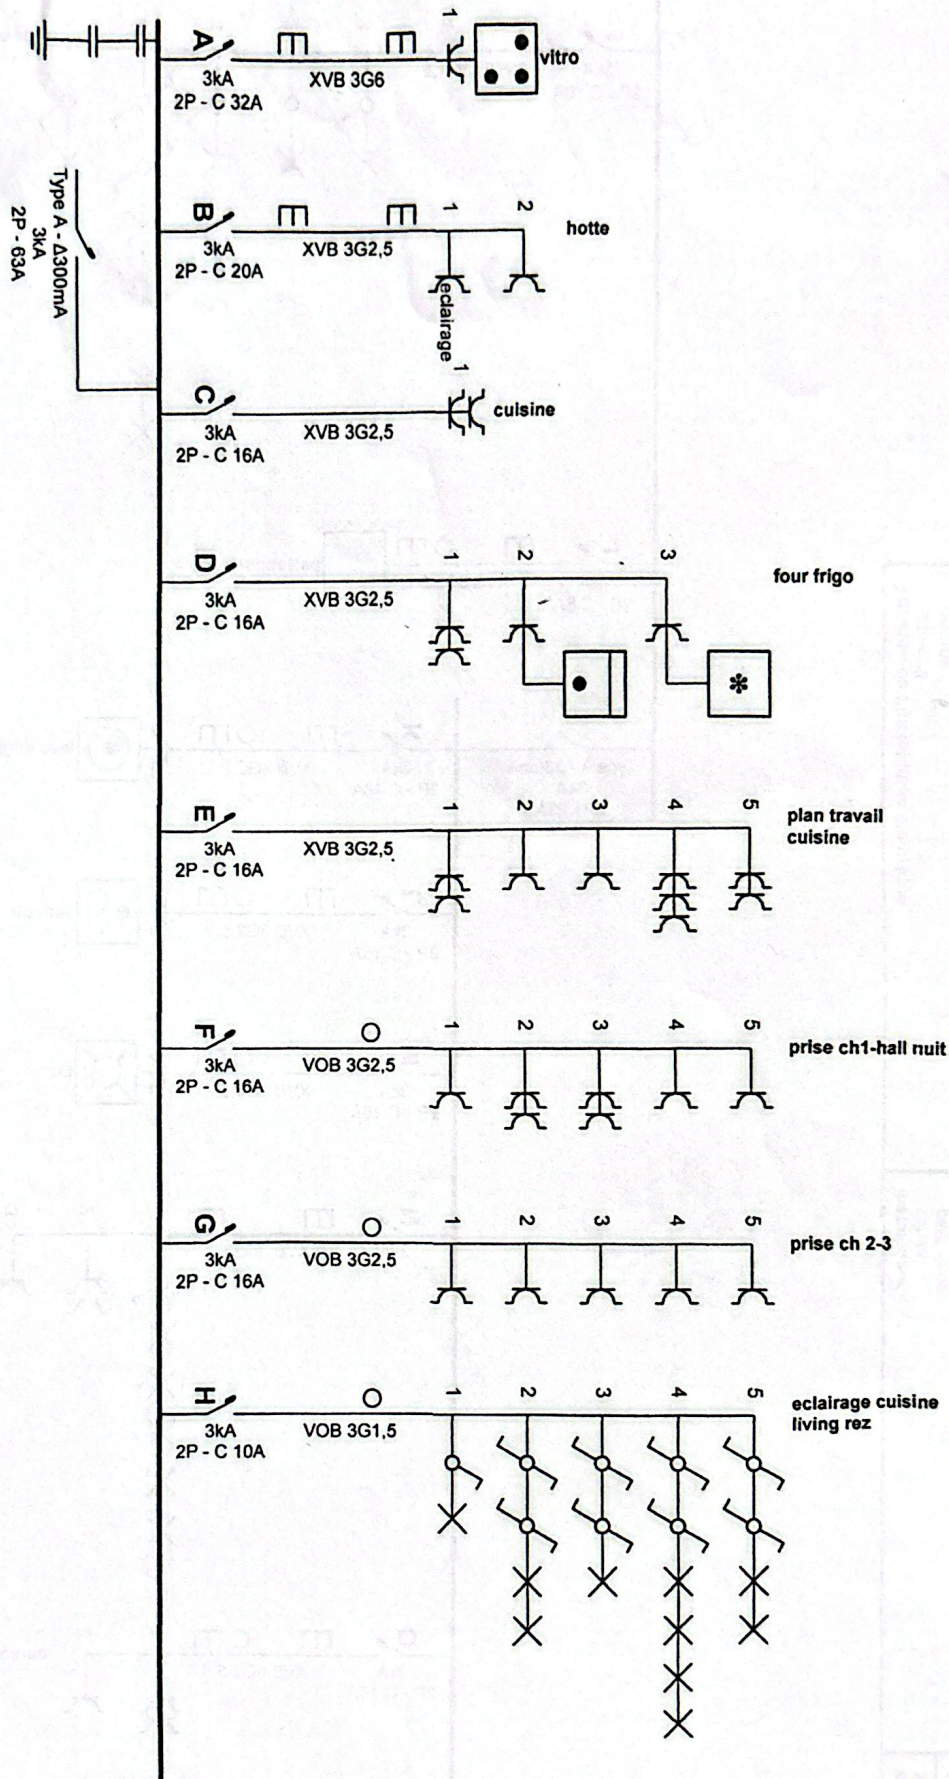 A
3kA
2P - C 32A
XVB 3G6
1
vitro
Type A - Δ300mA
3kA
2P - 63A
B
3kA
2P - C 20A
XVB 3G2,5
1
2
hotte
eclairage
C
3kA
2P - C 16A
XVB 3G2,5
1
cuisine
D
3kA
2P - C 16A
XVB 3G2,5
1
2
3
four frigo
E
3kA
2P - C 16A
XVB 3G2,5
1
2
3
4
5
plan travail
cuisine
F
3kA
2P - C 16A
VOB 3G2,5
1
2
3
4
5
prise ch1-hall nuit
G
3kA
2P - C 16A
VOB 3G2,5
1
2
3
4
5
prise ch 2-3
H
3kA
2P - C 10A
VOB 3G1,5
1
2
3
4
5
eclairage cuisine
living rez